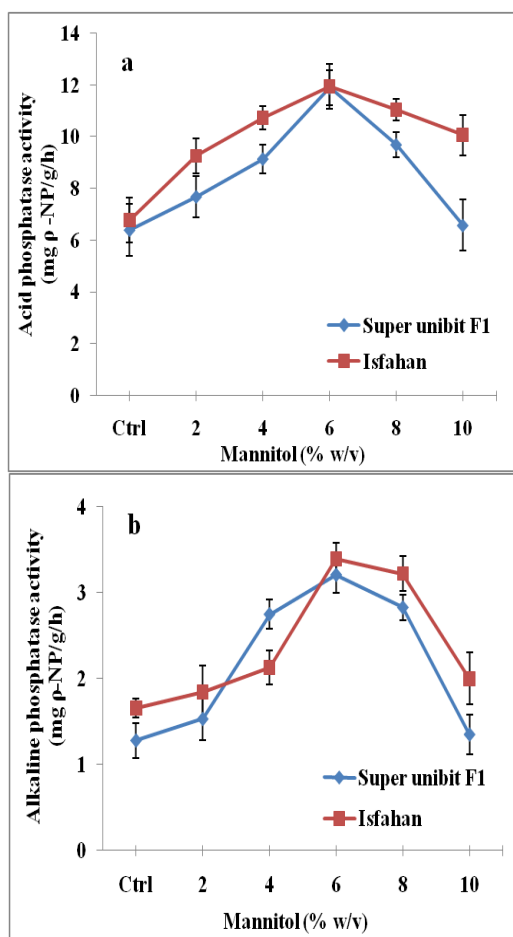 a
Acid phosphatase activity
(mg ρ -NP/g/h)
14
12
10
8
6
4
2
0
Super unibit F1
Isfahan
Ctrl 2 4 6 8 10
Mannitol (% w/v)
b
Alkaline phosphatase activity
(mg ρ-NP/g/h)
4
3
2
1
0
Super unibit F1
Isfahan
Ctrl 2 4 6 8 10
Mannitol (% w/v)